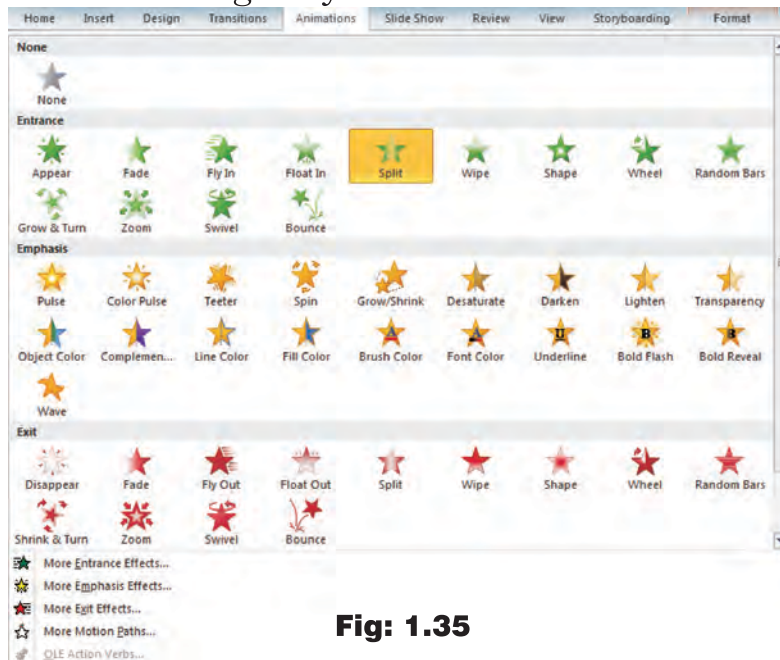 Home Insert Design Transitions Animations Slide Show Review View Storyboarding Format
None
None
Entrance
Appear Fade Fly In Float In Split Wipe Shape Wheel Random Bars
Grow & Turn Zoom Swivel Bounce
Emphasis
Pulse Color Pulse Teeter Spin Grow/Shrink Desaturate Darken Lighten Transparency
Object Color Complemen... Line Color Fill Color Brush Color Font Color Underline Bold Flash Bold Reveal
Wave
Exit
Disappear Fade Fly Out Float Out Split Wipe Shape Wheel Random Bars
Shrink & Turn Zoom Swivel Bounce
More Entrance Effects...
More Emphasis Effects...
More Exit Effects...
More Motion Paths...
OLE Action Verbs...
Fig: 1.35